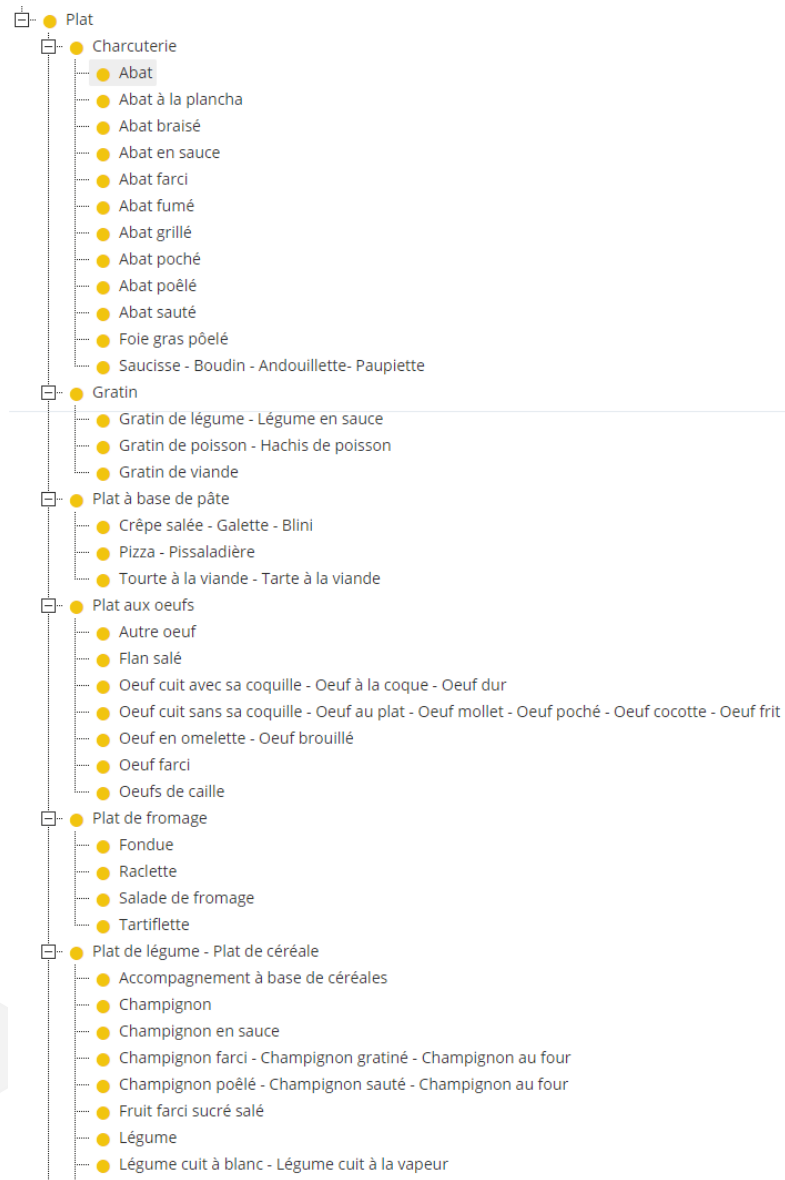 Plat
Charcuterie
Abat
Abat à la plancha
Abat braisé
Abat en sauce
Abat farci
Abat fumé
Abat grillé
Abat poché
Abat poêlé
Abat sauté
Foie gras pôelé
Saucisse - Boudin - Andouillette- Paupiette
Gratin
Gratin de légume - Légume en sauce
Gratin de poisson - Hachis de poisson
Gratin de viande
Plat à base de pâte
Crêpe salée - Galette - Blini
Pizza - Pissaladière
Tourte à la viande - Tarte à la viande
Plat aux oeufs
Autre oeuf
Flan salé
Oeuf cuit avec sa coquille - Oeuf à la coque - Oeuf dur
Oeuf cuit sans sa coquille - Oeuf au plat - Oeuf mollet - Oeuf poché - Oeuf cocotte - Oeuf frit
Oeuf en omelette - Oeuf brouillé
Oeuf farci
Oeufs de caille
Plat de fromage
Fondue
Raclette
Salade de fromage
Tartiflette
Plat de légume - Plat de céréale
Accompagnement à base de céréales
Champignon
Champignon en sauce
Champignon farci - Champignon gratiné - Champignon au four
Champignon poêlé - Champignon sauté - Champignon au four
Fruit farci sucré salé
Légume
Légume cuit à blanc - Légume cuit à la vapeur